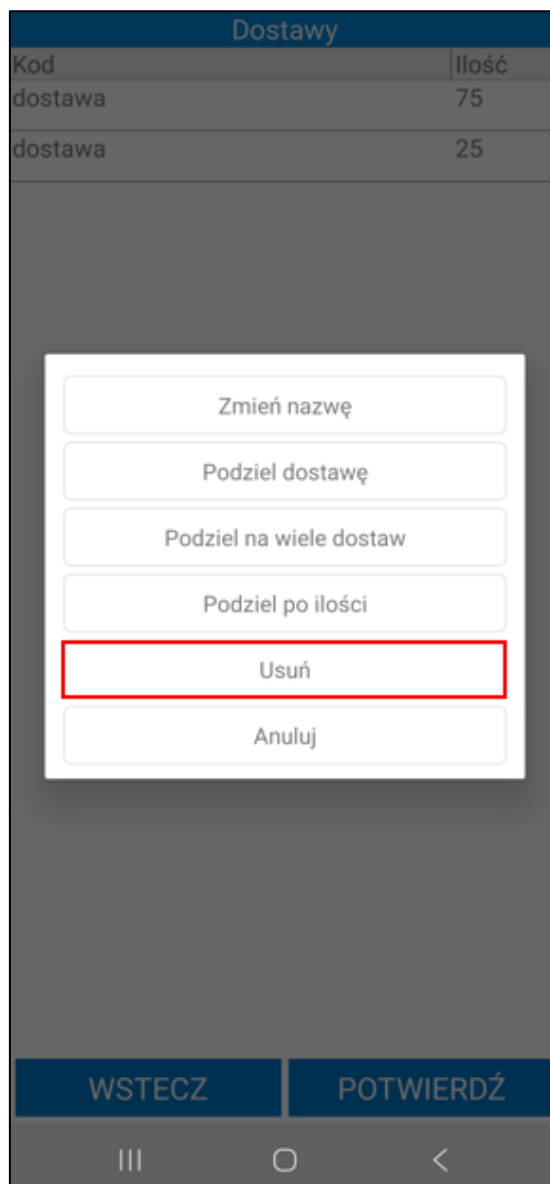 Dostawy
Kod Ilość
dostawa 75
dostawa 25
Zmień nazwę
Podziel dostawę
Podziel na wiele dostaw
Podziel po ilości
Usuń
Anuluj
WSTECZ POTWIERDŹ